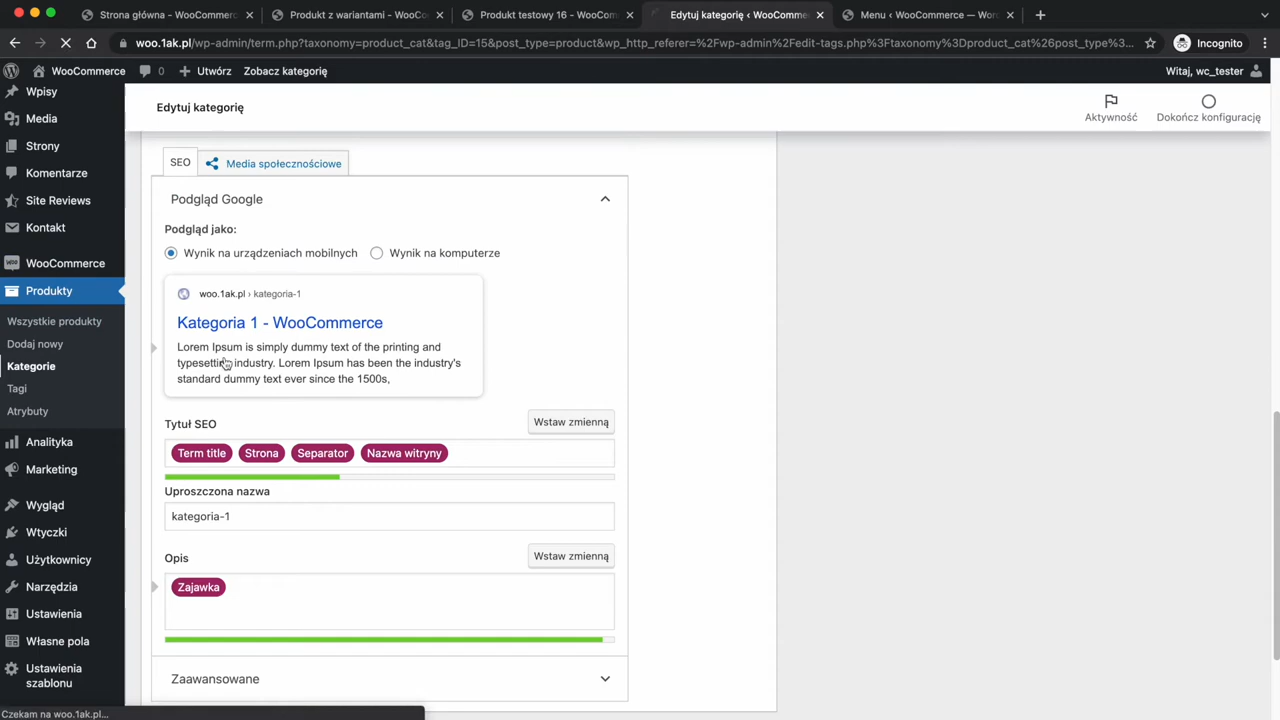 Strona główna - WooCommerce
Produkt z wariantami - WooCo
Produkt testowy 16 - WooCom
Edytuj kategorię ‹ WooComme
Menu ‹ WooCommerce — Wor
woo.1ak.pl/wp-admin/term.php?taxonomy=product_cat&tag_ID=15&post_type=product&wp_http_referer=%2Fwp-admin%2Fedit-tags.php%3Ftaxonomy%3Dproduct_cat%26post_type%3...
Incognito
WooCommerce
0
Utwórz
Zobacz kategorię
Witaj, wc_tester
Wpisy
Media
Strony
Komentarze
Site Reviews
Kontakt
WooCommerce
Produkty
Wszystkie produkty
Dodaj nowy
Kategorie
Tagi
Atrybuty
Analityka
Marketing
Wygląd
Wtyczki
Użytkownicy
Narzędzia
Ustawienia
Własne pola
Ustawienia
szablonu
Edytuj kategorię
Aktywność
Dokończ konfigurację
SEO
Media społecznościowe
Podgląd Google
Podgląd jako:
Wynik na urządzeniach mobilnych
Wynik na komputerze
woo.1ak.pl › kategoria-1
Kategoria 1 - WooCommerce
Lorem Ipsum is simply dummy text of the printing and
typesetting industry. Lorem Ipsum has been the industry's
standard dummy text ever since the 1500s,
Tytuł SEO
Wstaw zmienną
Term title
Strona
Separator
Nazwa witryny
Uproszczona nazwa
kategoria-1
Opis
Wstaw zmienną
Zajawka
Zaawansowane
Czekam na woo.1ak.pl...